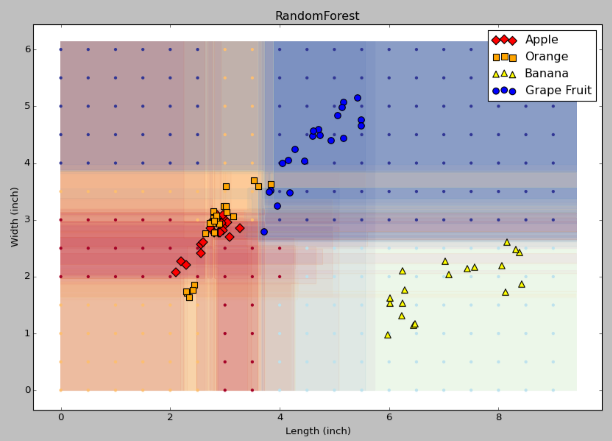 RandomForest
Apple
Orange
Banana
Grape Fruit
Width (inch)
6
5
4
3
2
1
0
0
2
4
6
8
Length (inch)